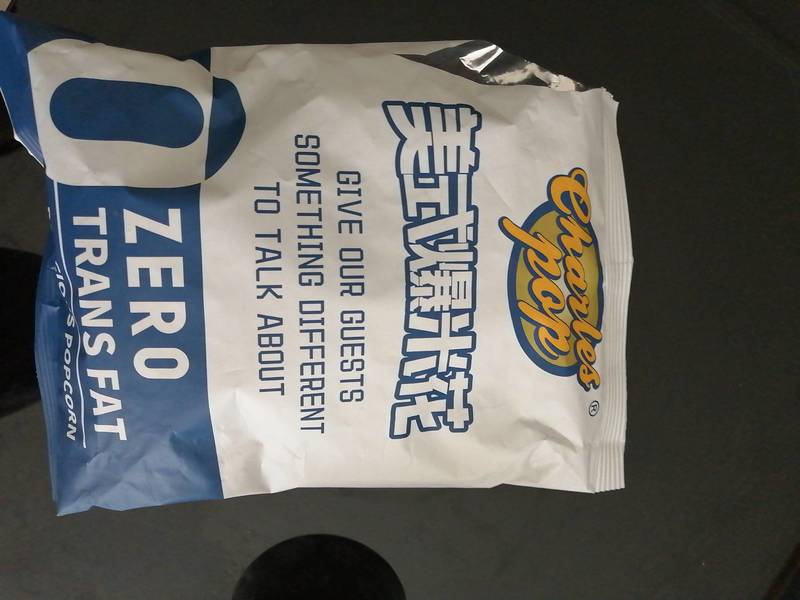 Charles
pop®
美式爆米花
GIVE OUR GUESTS
SOMETHING DIFFERENT
TO TALK ABOUT
0 ZERO
TRANS FAT
POPCORN